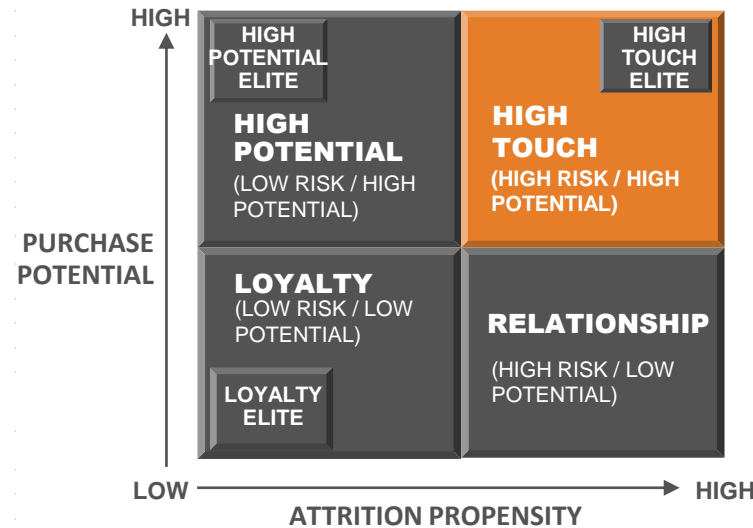 HIGH
HIGH
POTENTIAL
ELITE
HIGH
POTENTIAL
(LOW RISK / HIGH
POTENTIAL)
HIGH
TOUCH
ELITE
HIGH
TOUCH
(HIGH RISK / HIGH
POTENTIAL)
PURCHASE
POTENTIAL
LOYALTY
(LOW RISK / LOW
POTENTIAL)
LOYALTY
ELITE
RELATIONSHIP
(HIGH RISK / LOW
POTENTIAL)
LOW
HIGH
ATTRITION PROPENSITY